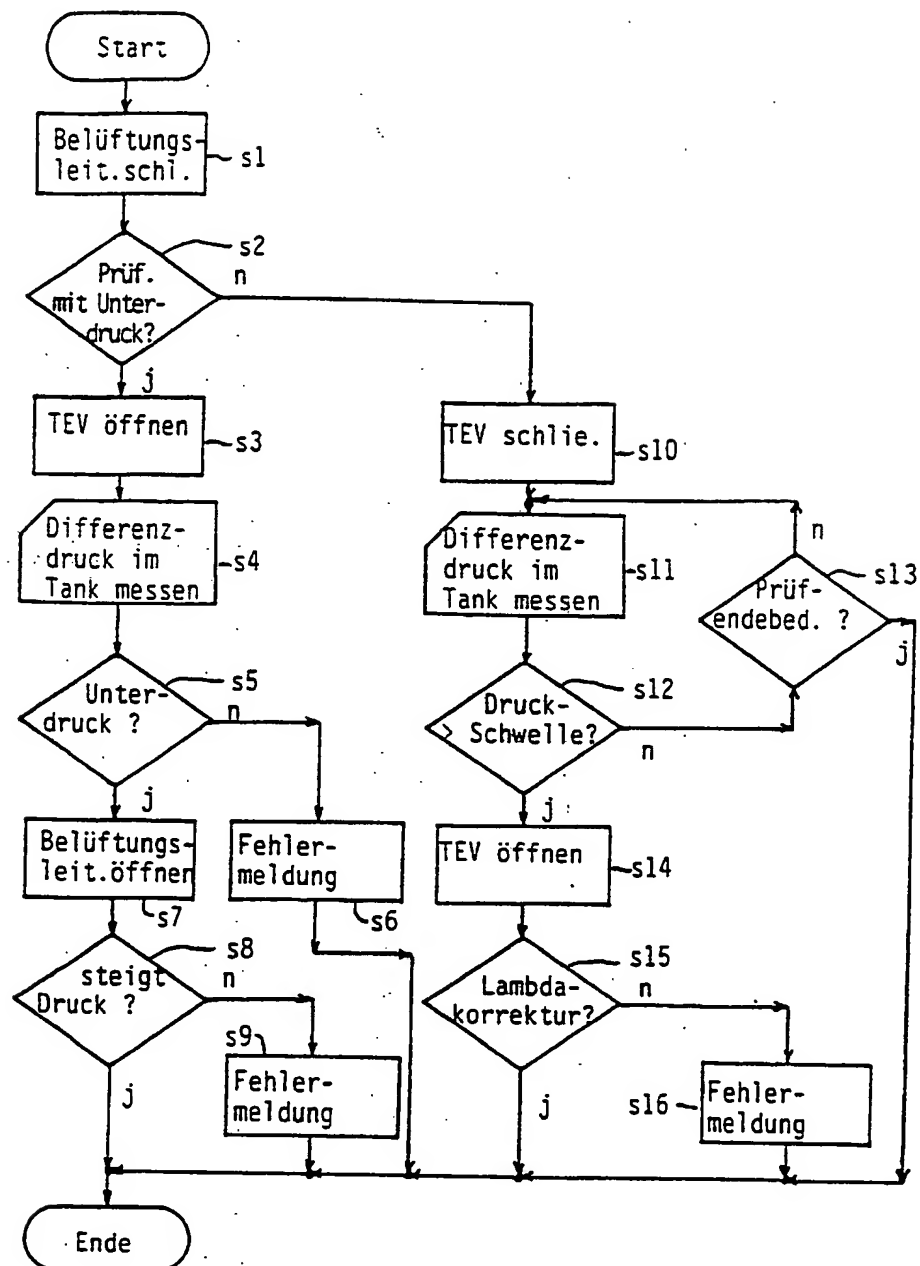 Start
Belüftungs-
leit.schl.
s1
s2
Prüf.
mit Unter-
druck?
n
j
TEV öffnen
s3
Differenz-
druck im
Tank messen
s4
Unter-
druck ?
s5
n
j
Belüftungs-
leit.öffnen
s7
Fehler-
meldung
s6
steigt
Druck ?
s8
n
j
s9
Fehler-
meldung
TEV schlie.
s10
Differenz-
druck im
Tank messen
s11
Druck-
> Schwelle?
s12
n
j
Prüf-
endebed. ?
s13
n
j
TEV öffnen
s14
Lambda-
korrektur?
s15
n
j
s16
Fehler-
meldung
Ende